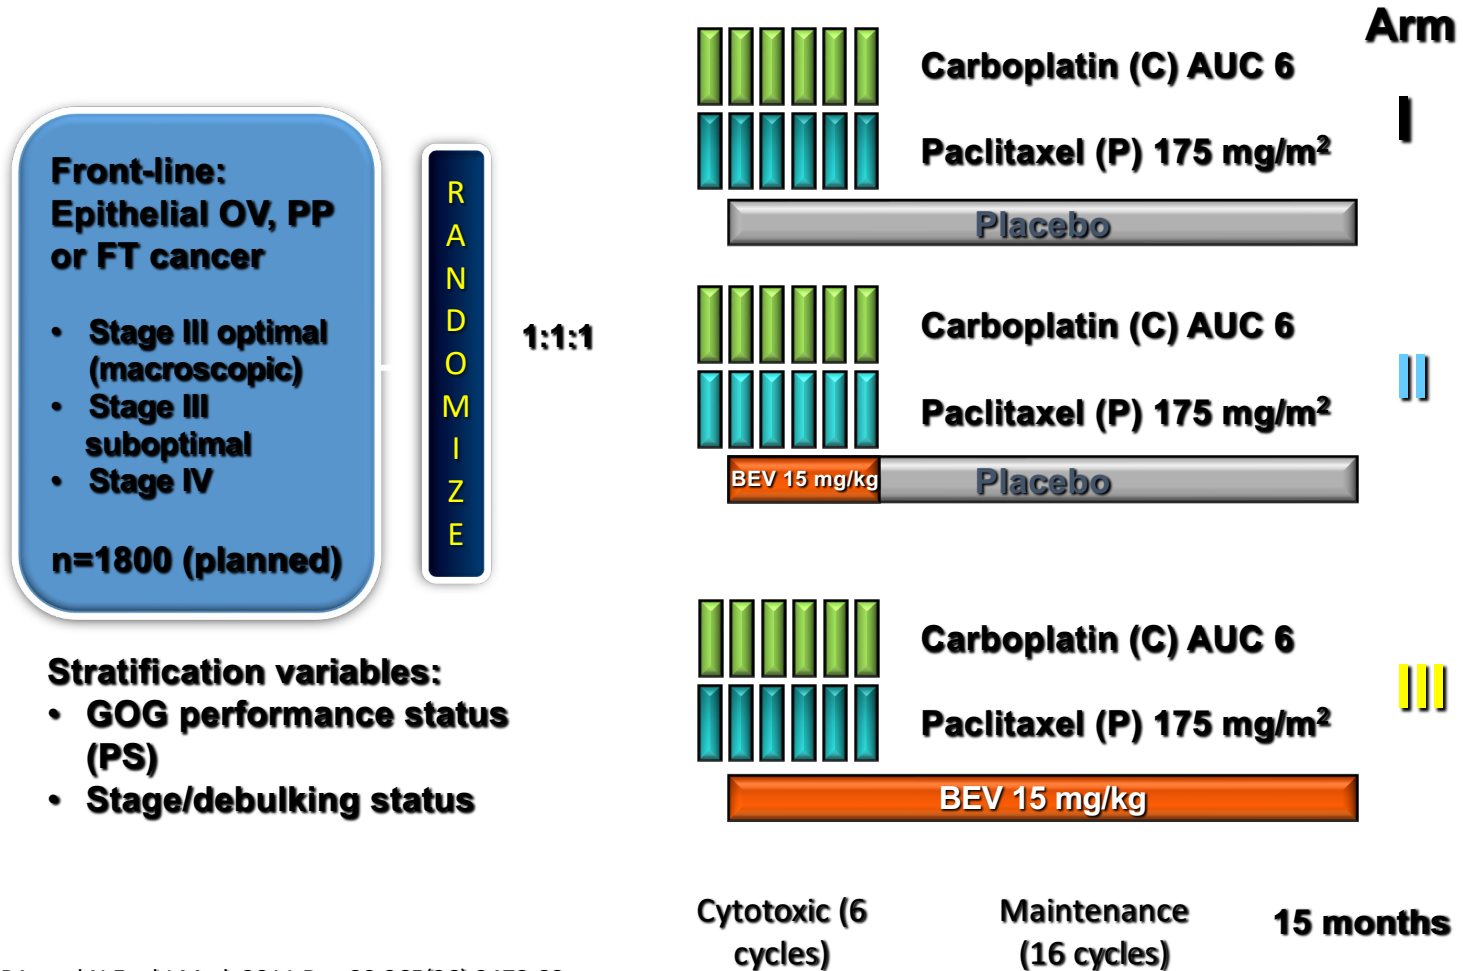 Arm
Front-line:
Epithelial OV, PP
or FT cancer
• Stage III optimal
(macroscopic)
• Stage III
suboptimal
• Stage IV
n=1800 (planned)
Stratification variables:
• GOG performance status
(PS)
• Stage/debulking status
R
A
N
D
O
M
I
Z
E
1:1:1
Carboplatin (C) AUC 6
Paclitaxel (P) 175 mg/m²
Placebo
I
Carboplatin (C) AUC 6
Paclitaxel (P) 175 mg/m²
BEV 15 mg/kg Placebo
II
Carboplatin (C) AUC 6
Paclitaxel (P) 175 mg/m²
BEV 15 mg/kg
III
Cytotoxic (6
cycles)
Maintenance
(16 cycles)
15 months